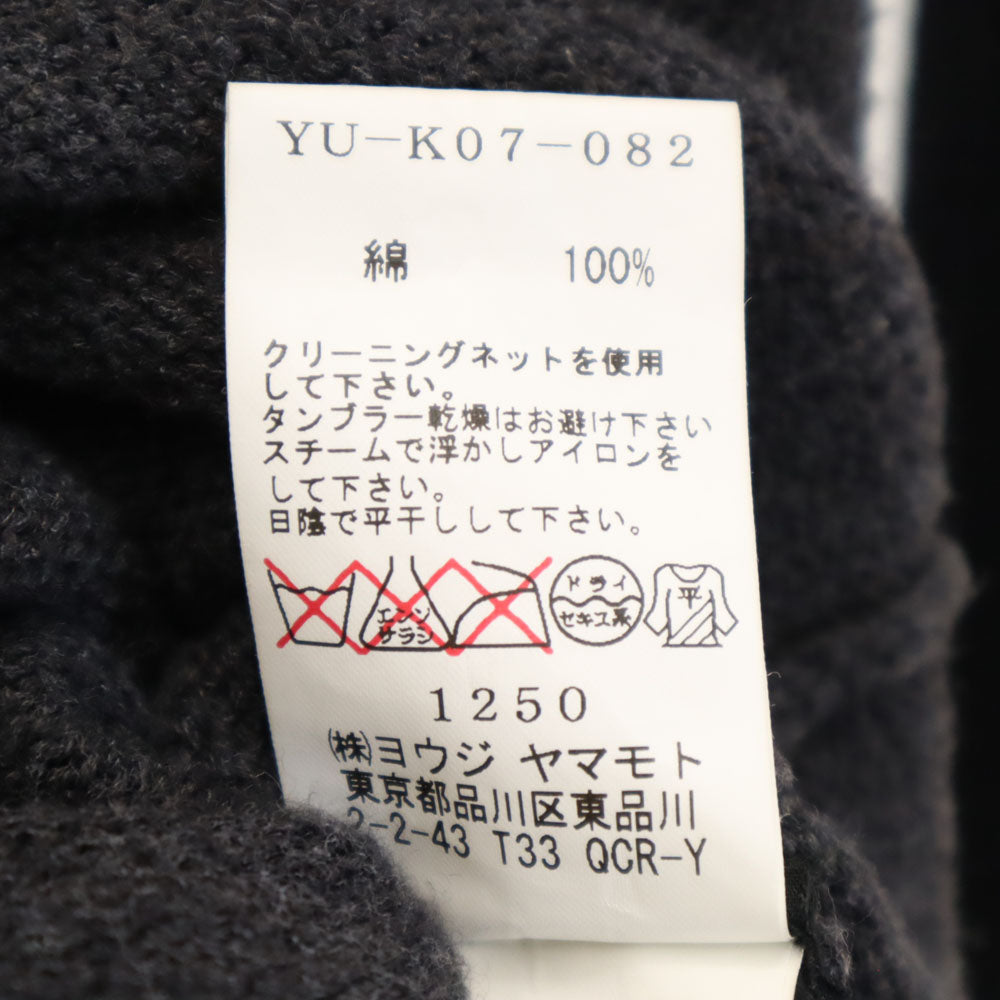 YU-K07-082
綿 100%
クリーニングネットを使用
して下さい。
タンブラー乾燥はお避け下さい
スチームで浮かしアイロンを
して下さい。
日陰で平干しして下さい。
エンソ サラシ
ドライ
セキユ系
平
1250
(株)ヨウジ ヤマモト
東京都品川区東品川
2-2-43 T33 QCR-Y